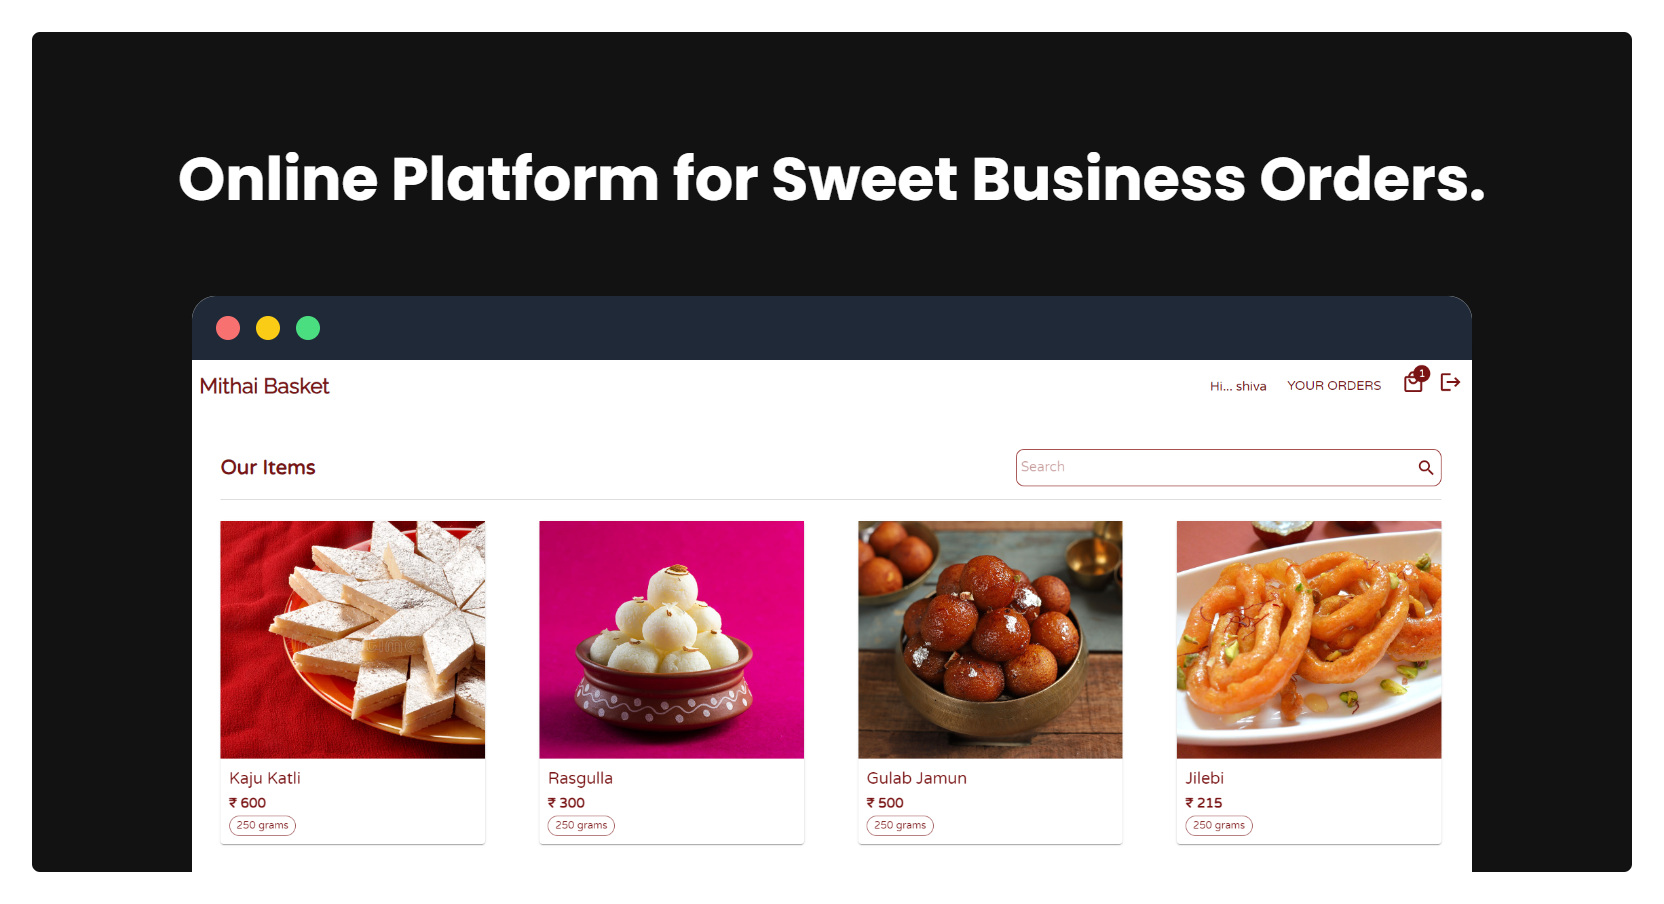 Online Platform for Sweet Business Orders.
Mithai Basket
Hi... shiva
YOUR ORDERS
1
Our Items
Search
Kaju Katli
₹ 600
250 grams
Rasgulla
₹ 300
250 grams
Gulab Jamun
₹ 500
250 grams
Jilebi
₹ 215
250 grams